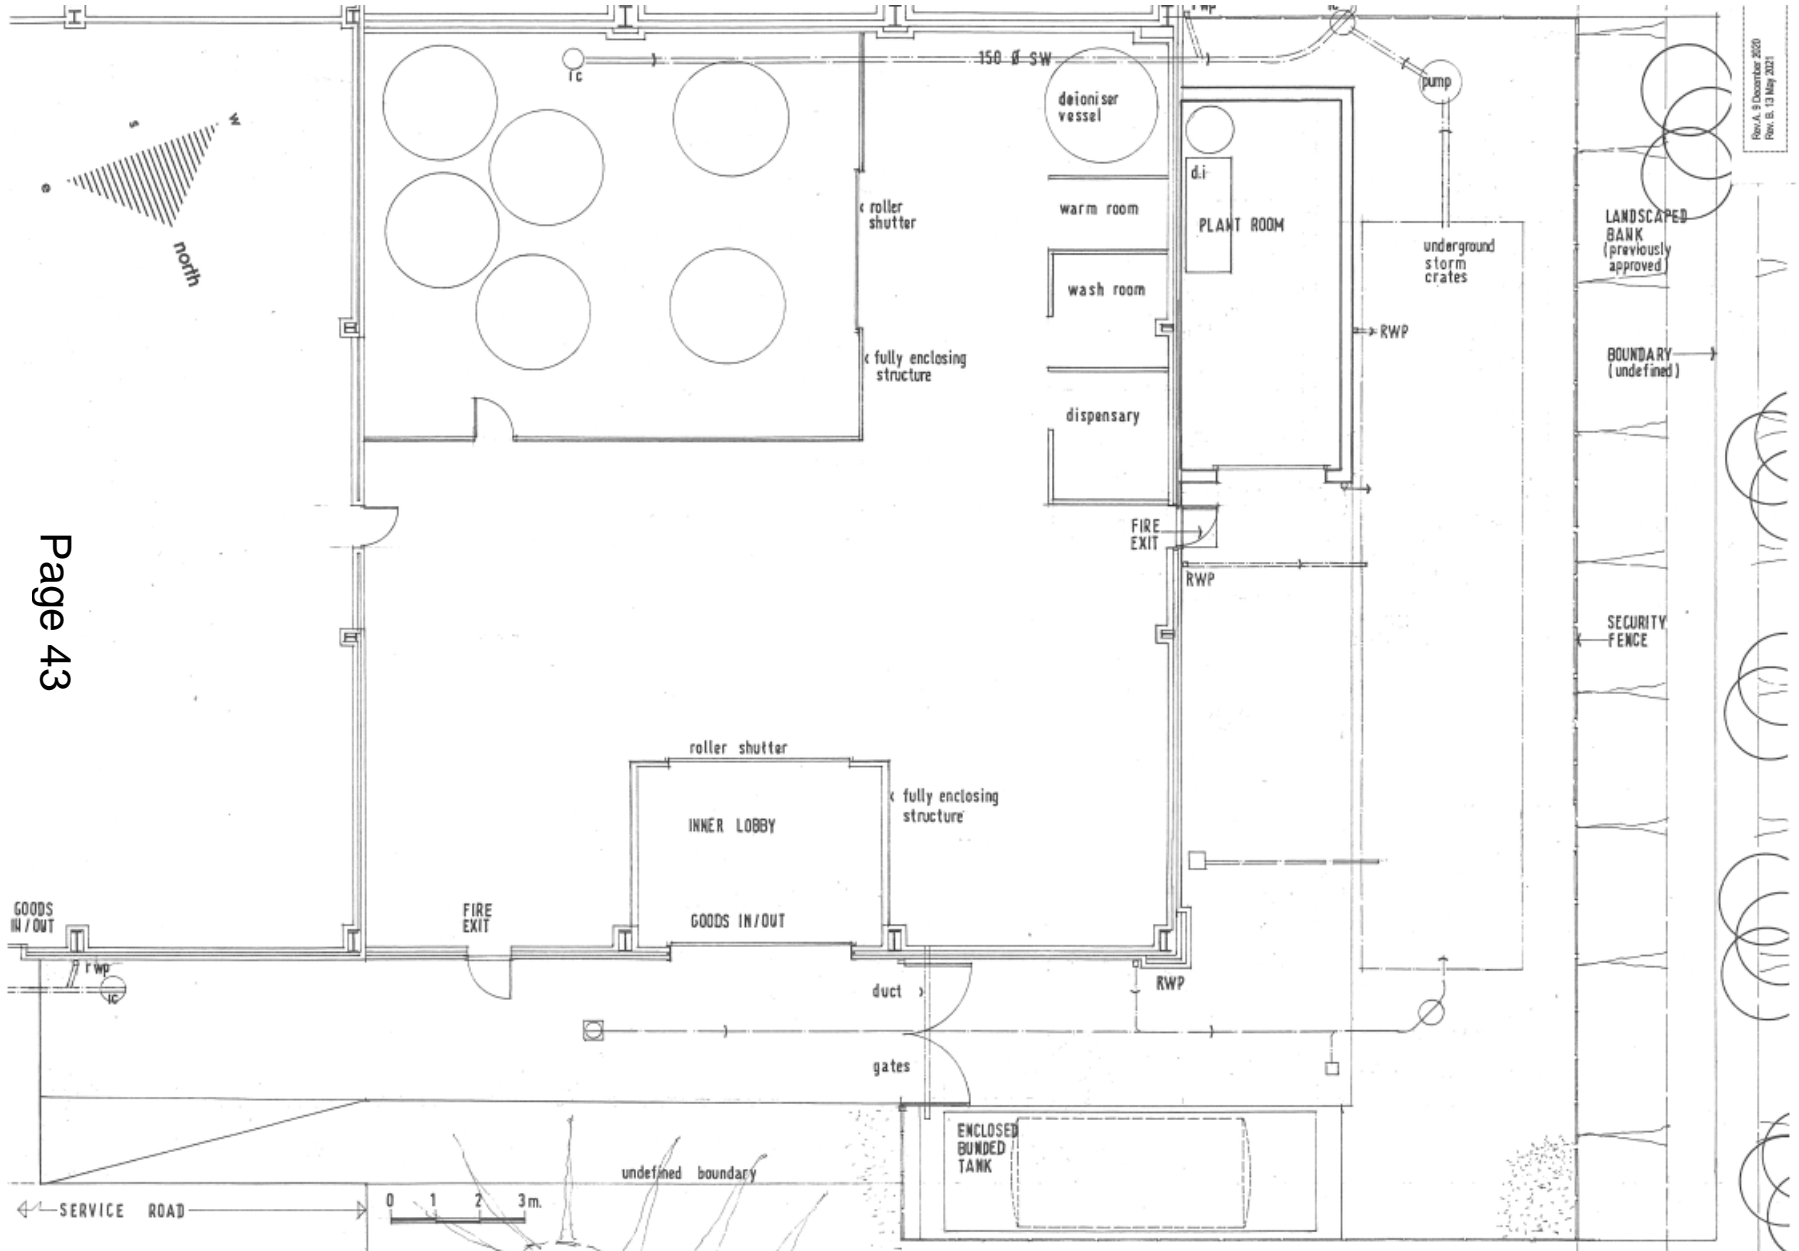 Rev.A. 9 December 2020
Rev. B. 13 May 2021
rwp
ic
150 Ø SW
ic
pump
deioniser
vessel
s
w
e
north
d.i
warm room
PLANT ROOM
roller
shutter
LANDSCAPED
BANK
(previously
approved)
underground
storm
crates
wash room
RWP
fully enclosing
structure
BOUNDARY
(undefined)
dispensary
FIRE
EXIT
RWP
Page 43
SECURITY
FENCE
roller shutter
fully enclosing
structure
INNER LOBBY
GOODS
IN/OUT
FIRE
EXIT
GOODS IN/OUT
rwp
ic
duct
RWP
gates
ENCLOSED
BUNDED
TANK
undefined boundary
SERVICE ROAD
0 1 2 3m.